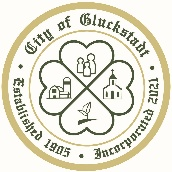 City of Gluckstadt
Established 1905 • Incorporated 2021